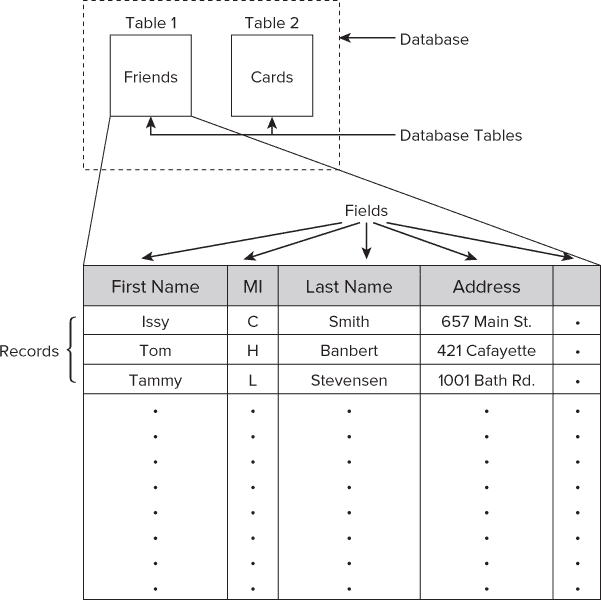 Table 1 Table 2
Database
Friends Cards
Database Tables
Fields
First Name MI Last Name Address
Records
Issy C Smith 657 Main St. •
Tom H Banbert 421 Cafayette •
Tammy L Stevensen 1001 Bath Rd. •
• • • • •
• • • • •
• • • • •
• • • • •
• • • • •
• • • • •
• • • • •
• • • • •